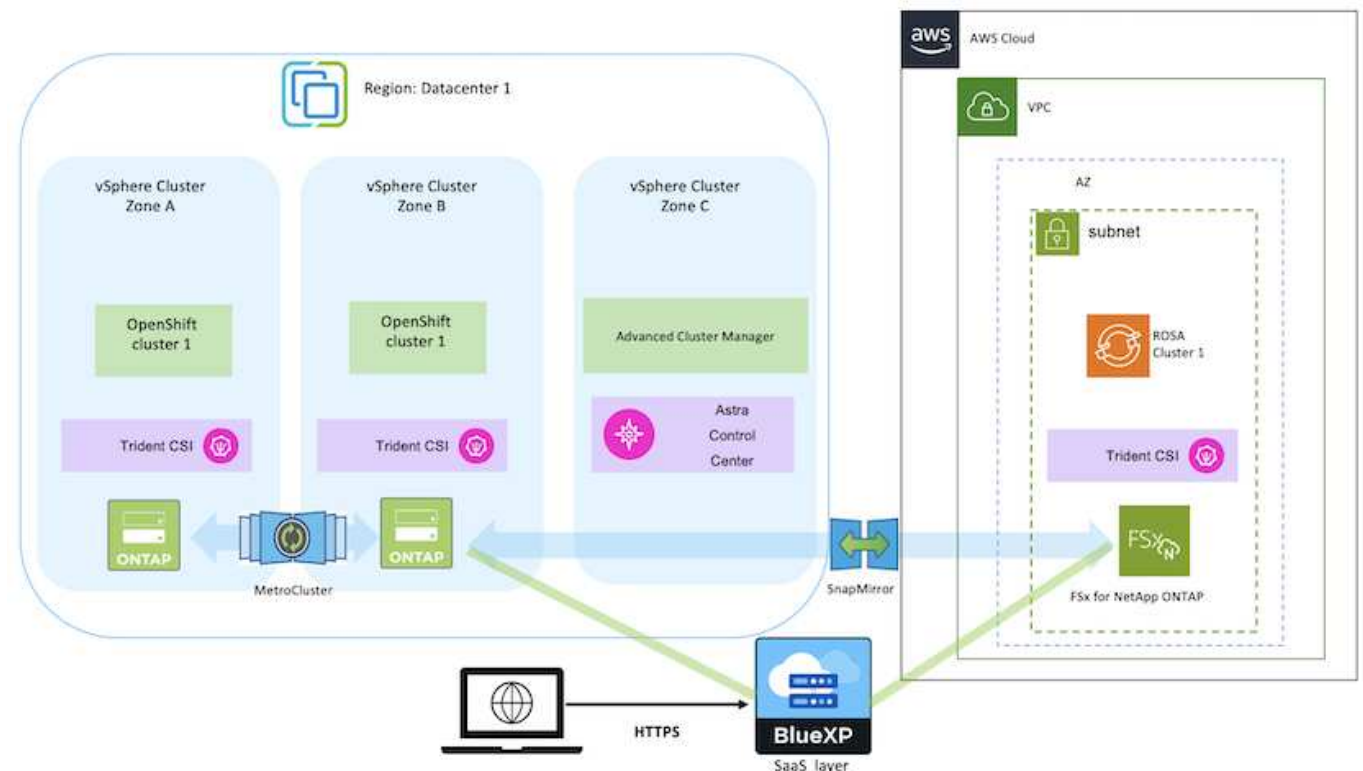 aws
AWS Cloud
Region: Datacenter 1
VPC
vSphere Cluster
Zone A
vSphere Cluster
Zone B
vSphere Cluster
Zone C
AZ
subnet
OpenShift
cluster 1
OpenShift
cluster 1
Advanced Cluster Manager
ROSA
Cluster 1
Trident CSI
Trident CSI
Astra
Control
Center
Trident CSI
ONTAP
ONTAP
FSx
N
MetroCluster
SnapMirror
FSx for NetApp ONTAP
HTTPS
BlueXP
SaaS layer